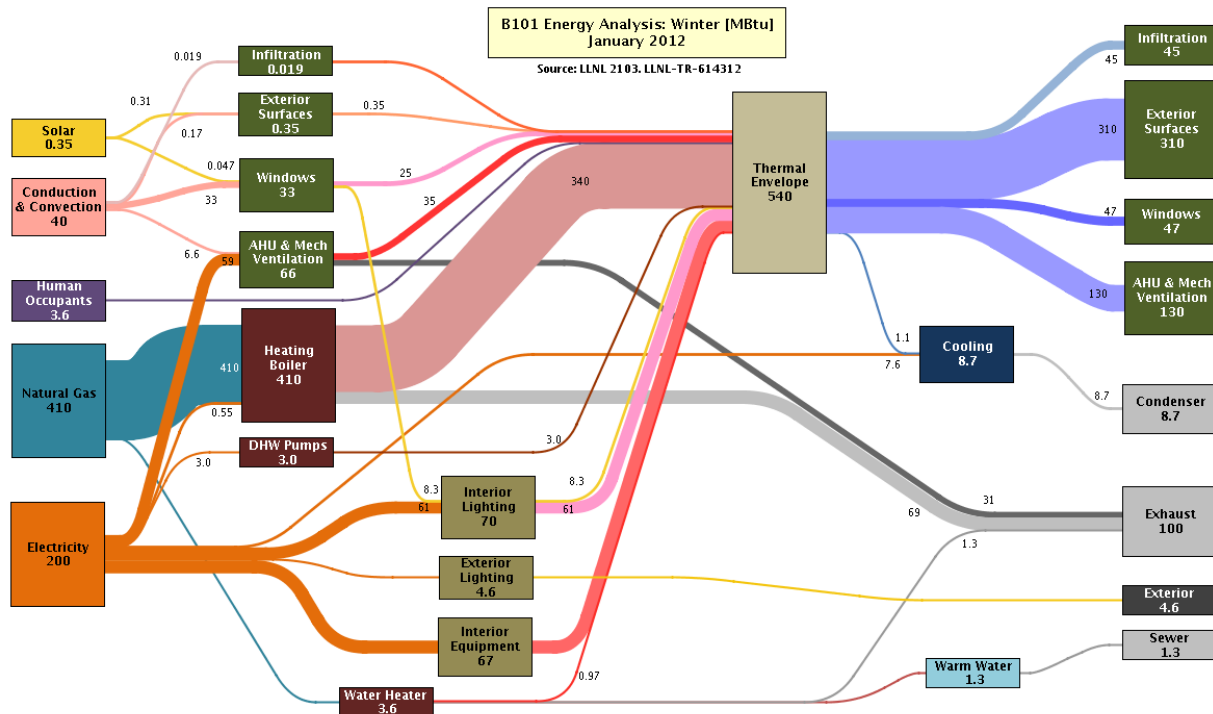 B101 Energy Analysis: Winter [MBtu]
January 2012
Source: LLNL 2103. LLNL-TR-614312
Solar
0.35
Conduction
& Convection
40
Human
Occupants
3.6
Natural Gas
410
Electricity
200
0.019
0.31
0.17
0.047
33
6.6
59
410
0.55
3.0
Infiltration
0.019
Exterior
Surfaces
0.35
Windows
33
AHU & Mech
Ventilation
66
Heating
Boiler
410
DHW Pumps
3.0
Water Heater
3.6
0.35
25
35
340
3.0
8.3
61
Interior
Lighting
70
Exterior
Lighting
4.6
Interior
Equipment
67
8.3
61
0.97
Thermal
Envelope
540
1.1
7.6
Cooling
8.7
69
31
1.3
Warm Water
1.3
45
310
47
130
8.7
Infiltration
45
Exterior
Surfaces
310
Windows
47
AHU & Mech
Ventilation
130
Condenser
8.7
Exhaust
100
Exterior
4.6
Sewer
1.3